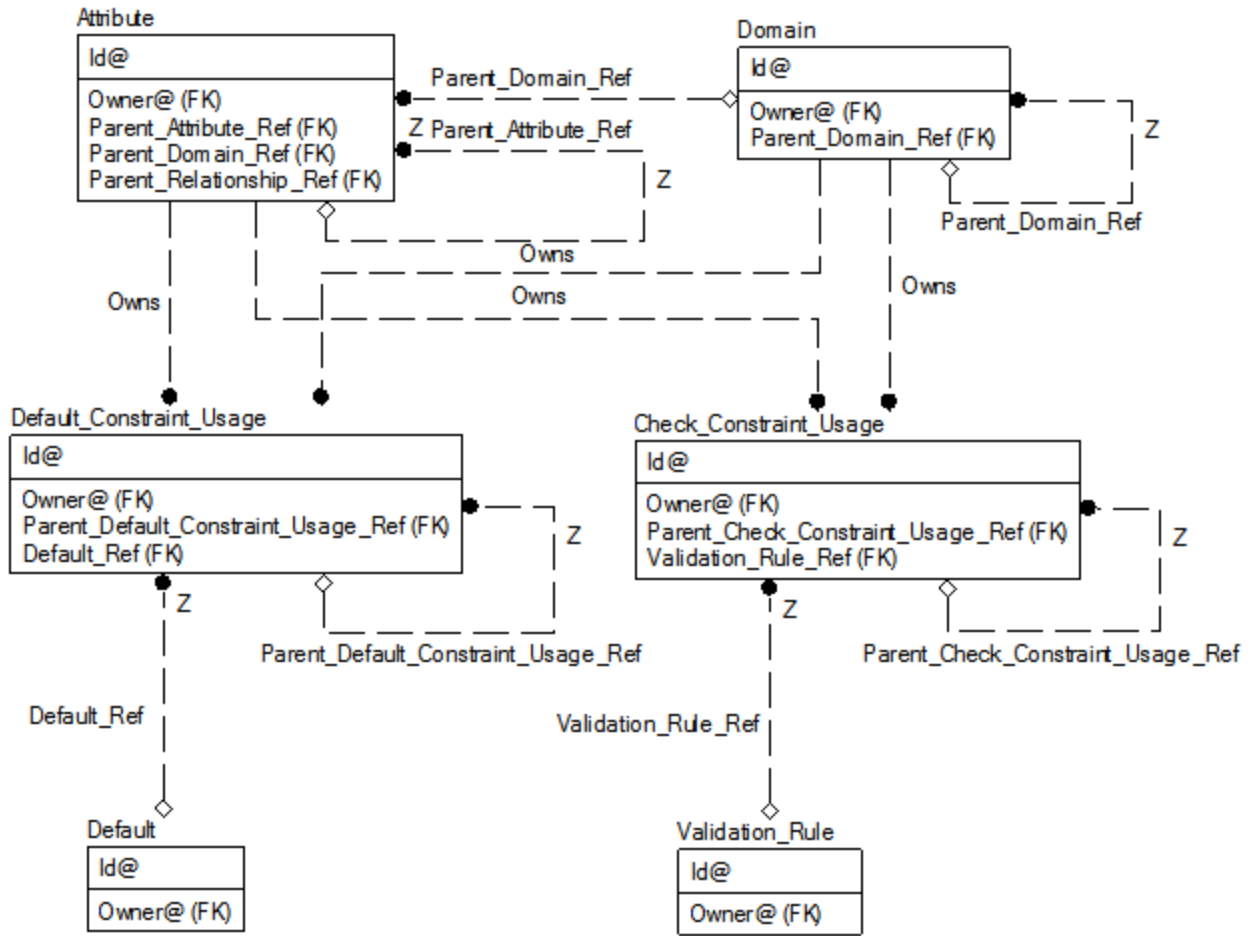 Attribute
Id@
Owner@ (FK)
Parent_Attribute_Ref (FK)
Parent_Domain_Ref (FK)
Parent_Relationship_Ref (FK)
Parent_Domain_Ref
Z
Parent_Attribute_Ref
Z
Domain
Id@
Owner@ (FK)
Parent_Domain_Ref (FK)
Z
Parent_Domain_Ref
Owns
Owns
Owns
Owns
Default_Constraint_Usage
Id@
Owner@ (FK)
Parent_Default_Constraint_Usage_Ref (FK)
Default_Ref (FK)
Z
Z
Parent_Default_Constraint_Usage_Ref
Default_Ref
Check_Constraint_Usage
Id@
Owner@ (FK)
Parent_Check_Constraint_Usage_Ref (FK)
Validation_Rule_Ref (FK)
Z
Z
Parent_Check_Constraint_Usage_Ref
Validation_Rule_Ref
Default
Id@
Owner@ (FK)
Validation_Rule
Id@
Owner@ (FK)